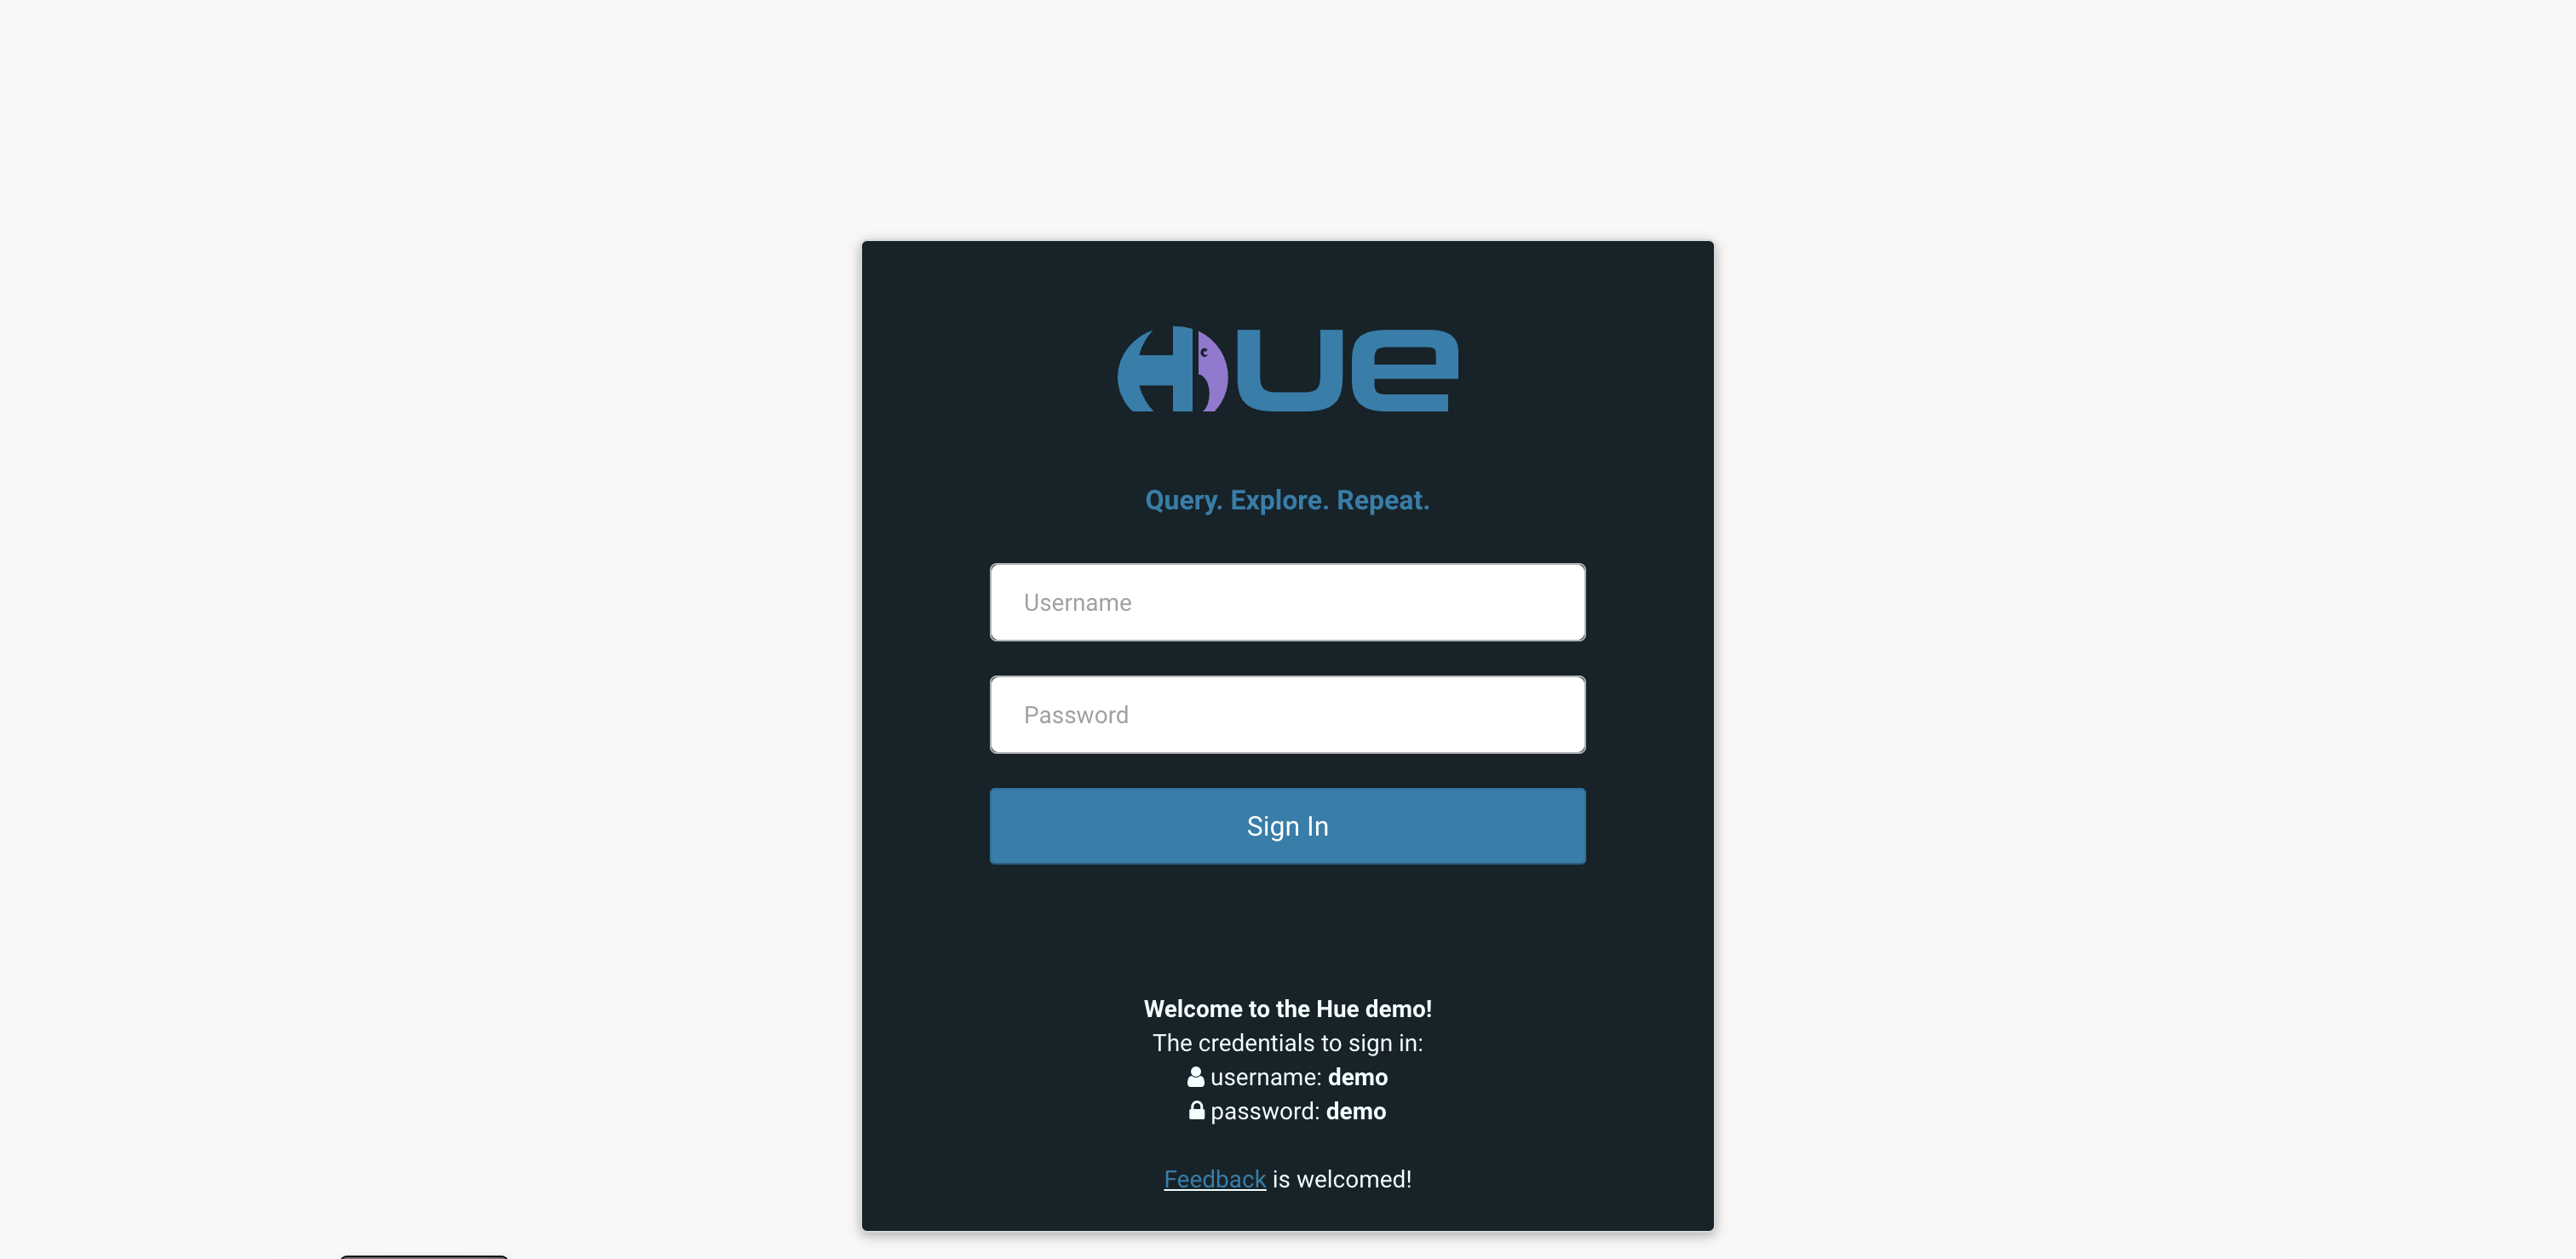 Hue
Query. Explore. Repeat.
Username
Password
Sign In
Welcome to the Hue demo!
The credentials to sign in:
username: demo
password: demo
Feedback is welcomed!